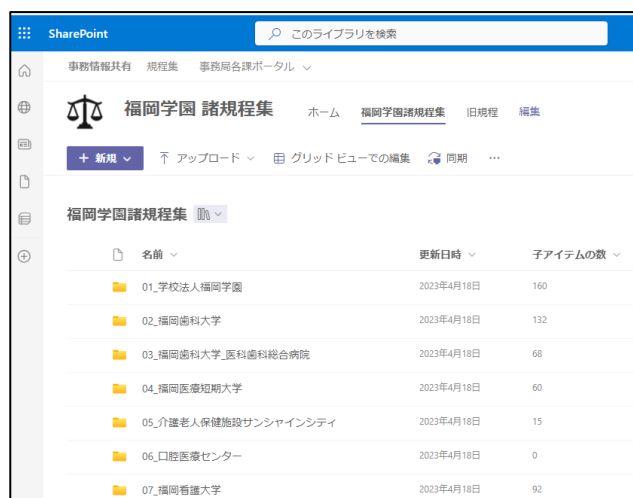 SharePoint
このライブラリを検索
事務情報共有 規程集 事務局各課ポータル
福岡学園 諸規程集 ホーム 福岡学園諸規程集 旧規程 編集
+ 新規 アップロード グリッド ビューでの編集 同期 …
福岡学園諸規程集
名前 更新日時 子アイテムの数
01_学校法人福岡学園 2023年4月18日 160
02_福岡歯科大学 2023年4月18日 132
03_福岡歯科大学_医科歯科総合病院 2023年4月18日 68
04_福岡医療短期大学 2023年4月18日 60
05_介護老人保健施設サンシャインシティ 2023年4月18日 15
06_口腔医療センター 2023年4月18日 0
07_福岡看護大学 2023年4月18日 92